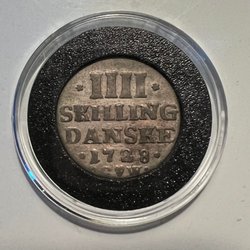 IIII
SKILLING
DANSKE
· 1728 ·